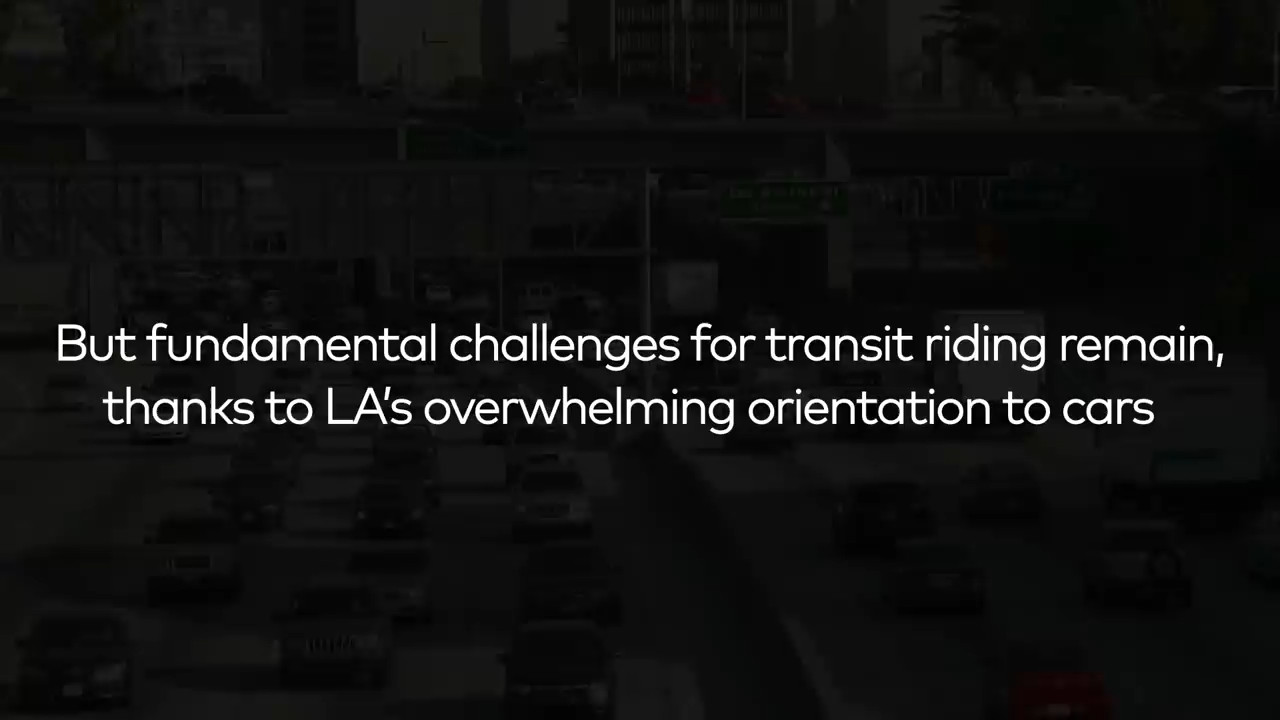 But fundamental challenges for transit riding remain,
thanks to LA's overwhelming orientation to cars